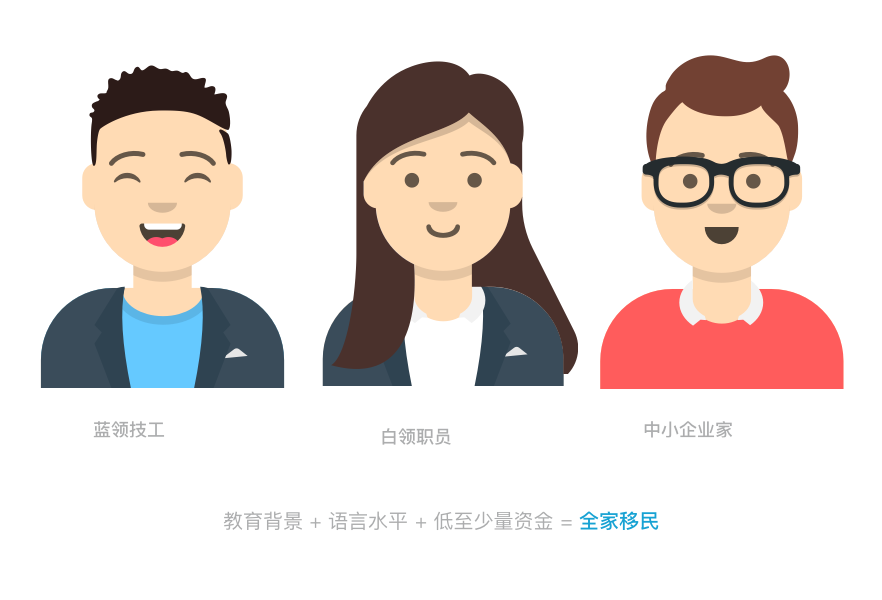 蓝领技工
白领职员
中小企业家
教育背景 + 语言水平 + 低至少量资金 = 全家移民